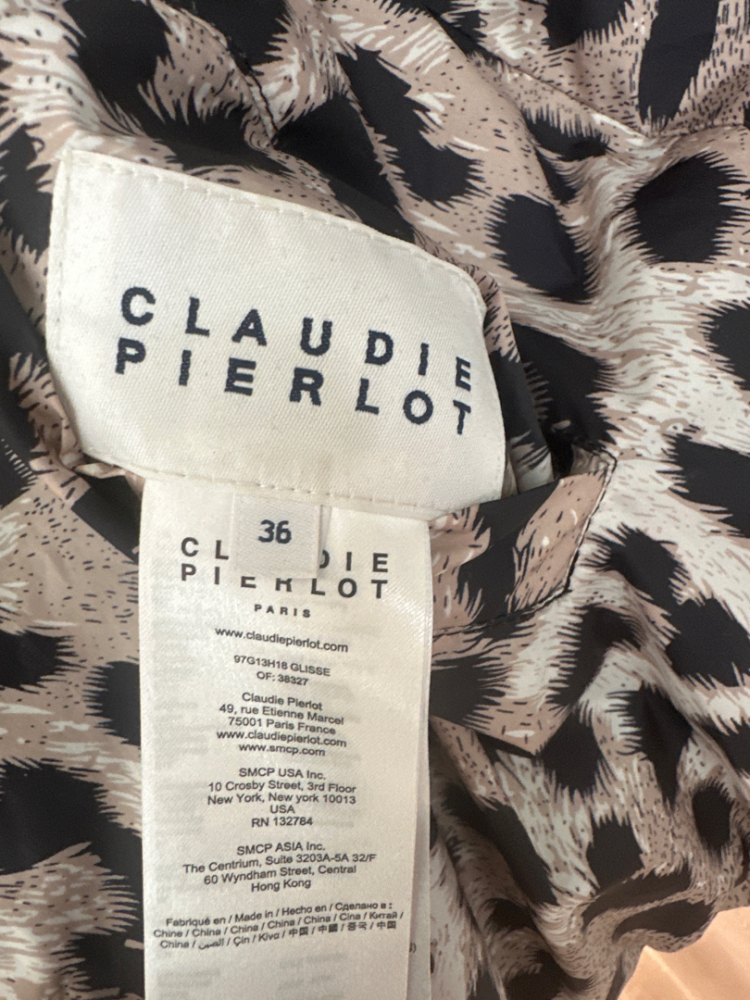 CLAUDIE
PIERLOT
36
CL DIE
PIERLOT
PARIS
www.claudiepierlot.com
97G13H18 GLISSE
OF: 38327
Claudie Pierlot
49, rue Etienne Marcel
75001 Paris France
www.claudiepierlot.com
www.smcp.com
SMCP USA Inc.
10 Crosby Street, 3rd Floor
New York, New york 10013
USA
RN 132784
SMCP ASIA Inc.
The Centrium, Suite 3203A-5A 32/F
60 Wyndham Street, Central
Hong Kong
Fabriqué en / Made in / Hecho en / Сделано в :
Chine / China / China / China / China / Cina / Китай /
China / الصين / Çin / Kiva / 中国 / 中國 / 중국 / 中国